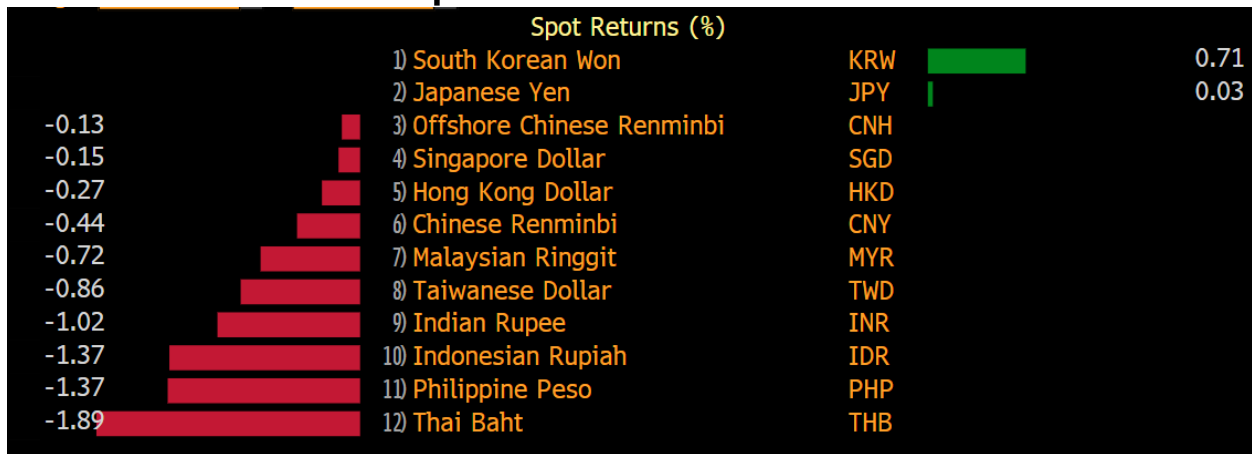 Spot Returns (%)
1) South Korean Won KRW 0.71
2) Japanese Yen JPY 0.03
-0.13 3) Offshore Chinese Renminbi CNH
-0.15 4) Singapore Dollar SGD
-0.27 5) Hong Kong Dollar HKD
-0.44 6) Chinese Renminbi CNY
-0.72 7) Malaysian Ringgit MYR
-0.86 8) Taiwanese Dollar TWD
-1.02 9) Indian Rupee INR
-1.37 10) Indonesian Rupiah IDR
-1.37 11) Philippine Peso PHP
-1.89 12) Thai Baht THB